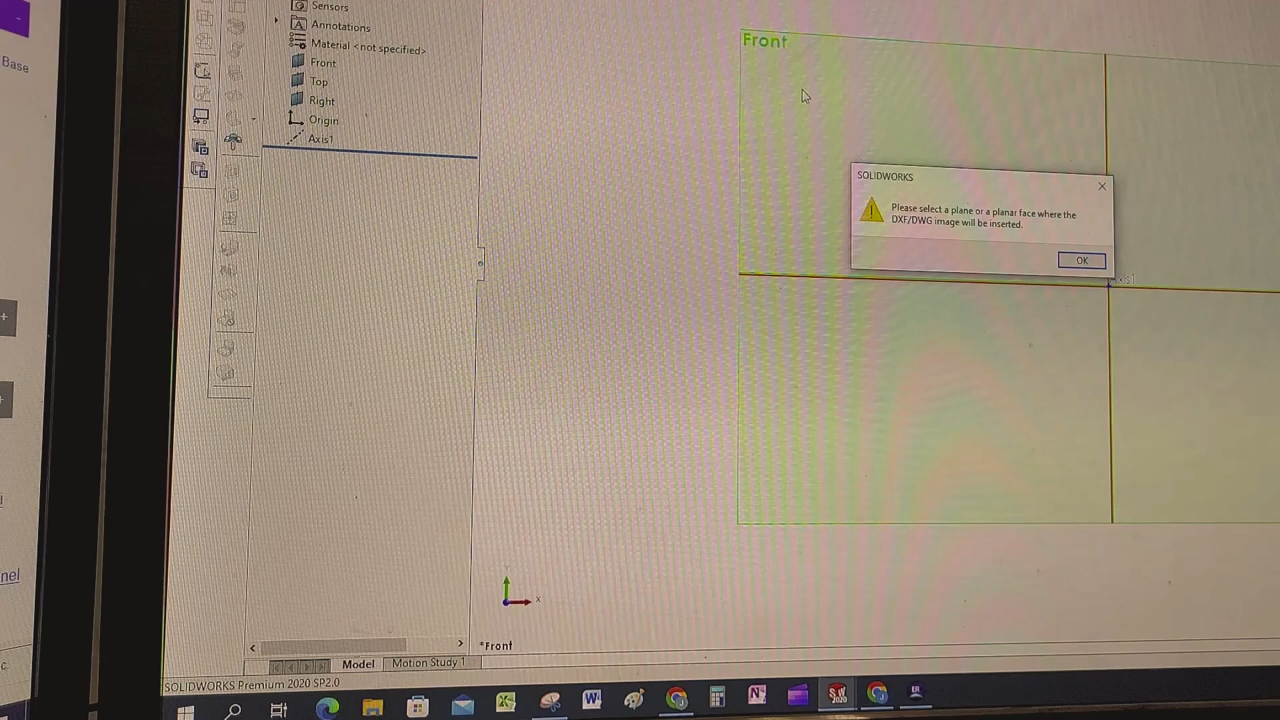 Base
Sensors
Annotations
Material <not specified>
Front
Top
Right
Origin
Axis1
Front
SOLIDWORKS
Please select a plane or a planar face where the
DXF/DWG image will be inserted.
OK
nel
X
*Front
Model
Motion Study 1
SOLIDWORKS Premium 2020 SP2.0